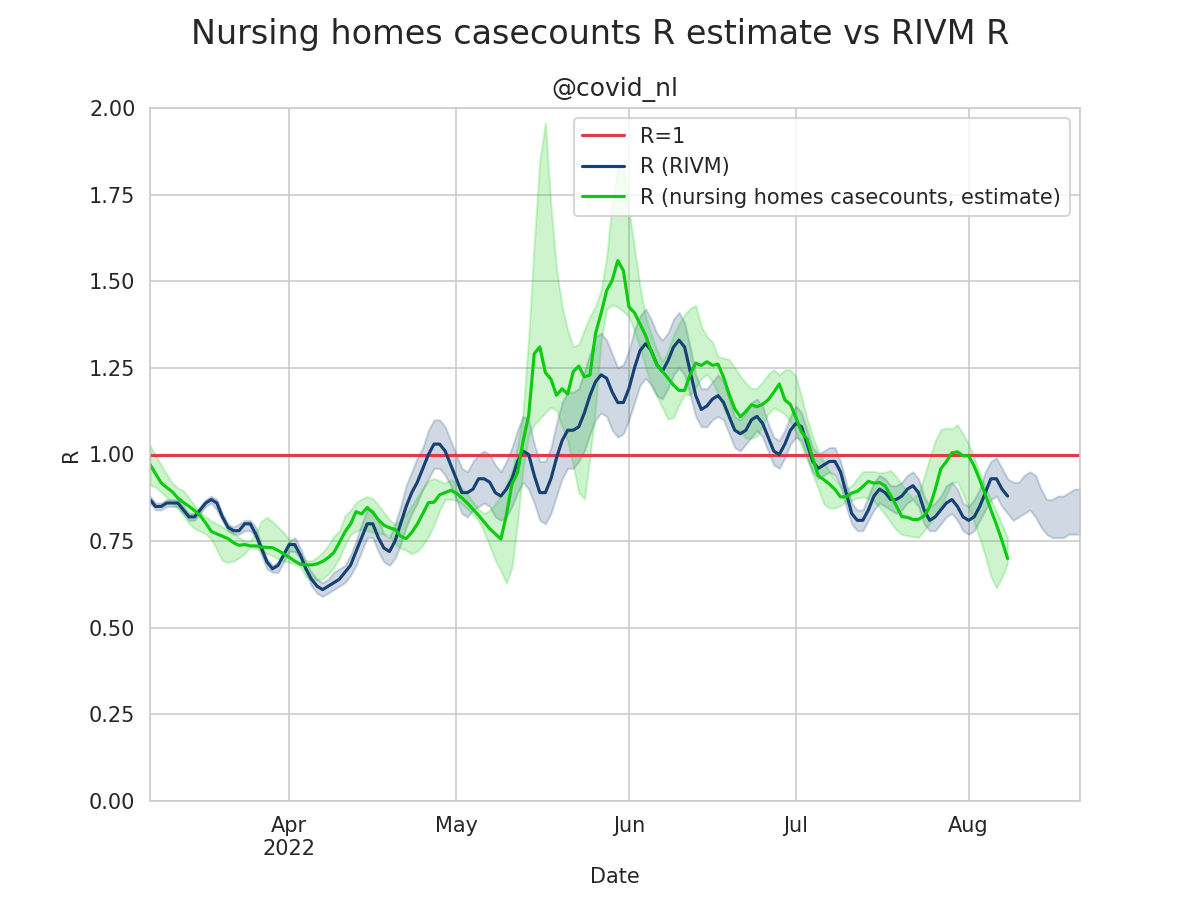 Nursing homes casecounts R estimate vs RIVM R
@covid_nl
2.00
1.75
1.50
1.25
1.00
0.75
0.50
0.25
0.00
R
R=1
R (RIVM)
R (nursing homes casecounts, estimate)
Apr
2022
May
Jun
Jul
Aug
Date